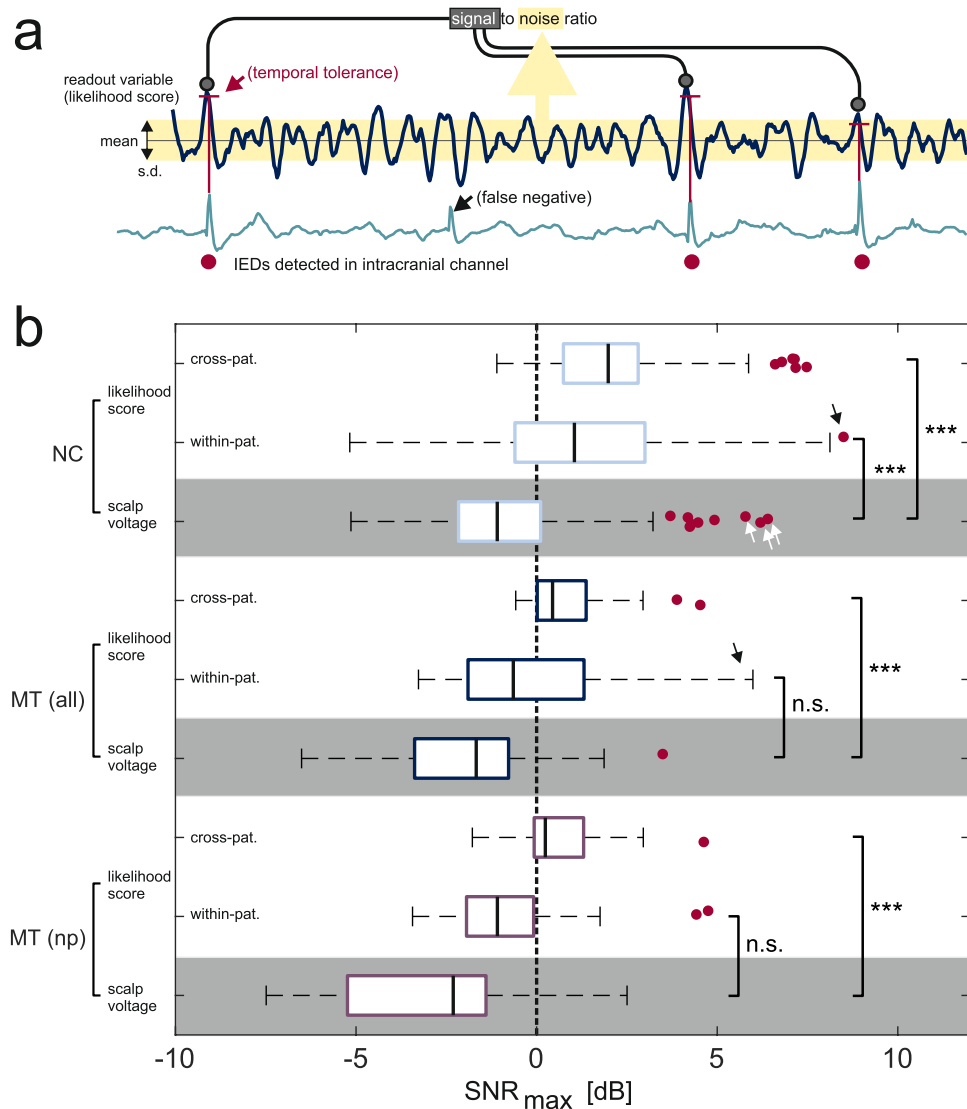 a
signal to noise ratio
readout variable
(likelihood score)
(temporal tolerance)
mean
s.d.
(false negative)
IEDs detected in intracranial channel
b
NC
likelihood
score
cross-pat.
within-pat.
scalp
voltage
***
***
MT (all)
likelihood
score
cross-pat.
within-pat.
scalp
voltage
n.s.
***
MT (np)
likelihood
score
cross-pat.
within-pat.
scalp
voltage
n.s.
***
-10 -5 0 5 10
SNRmax [dB]